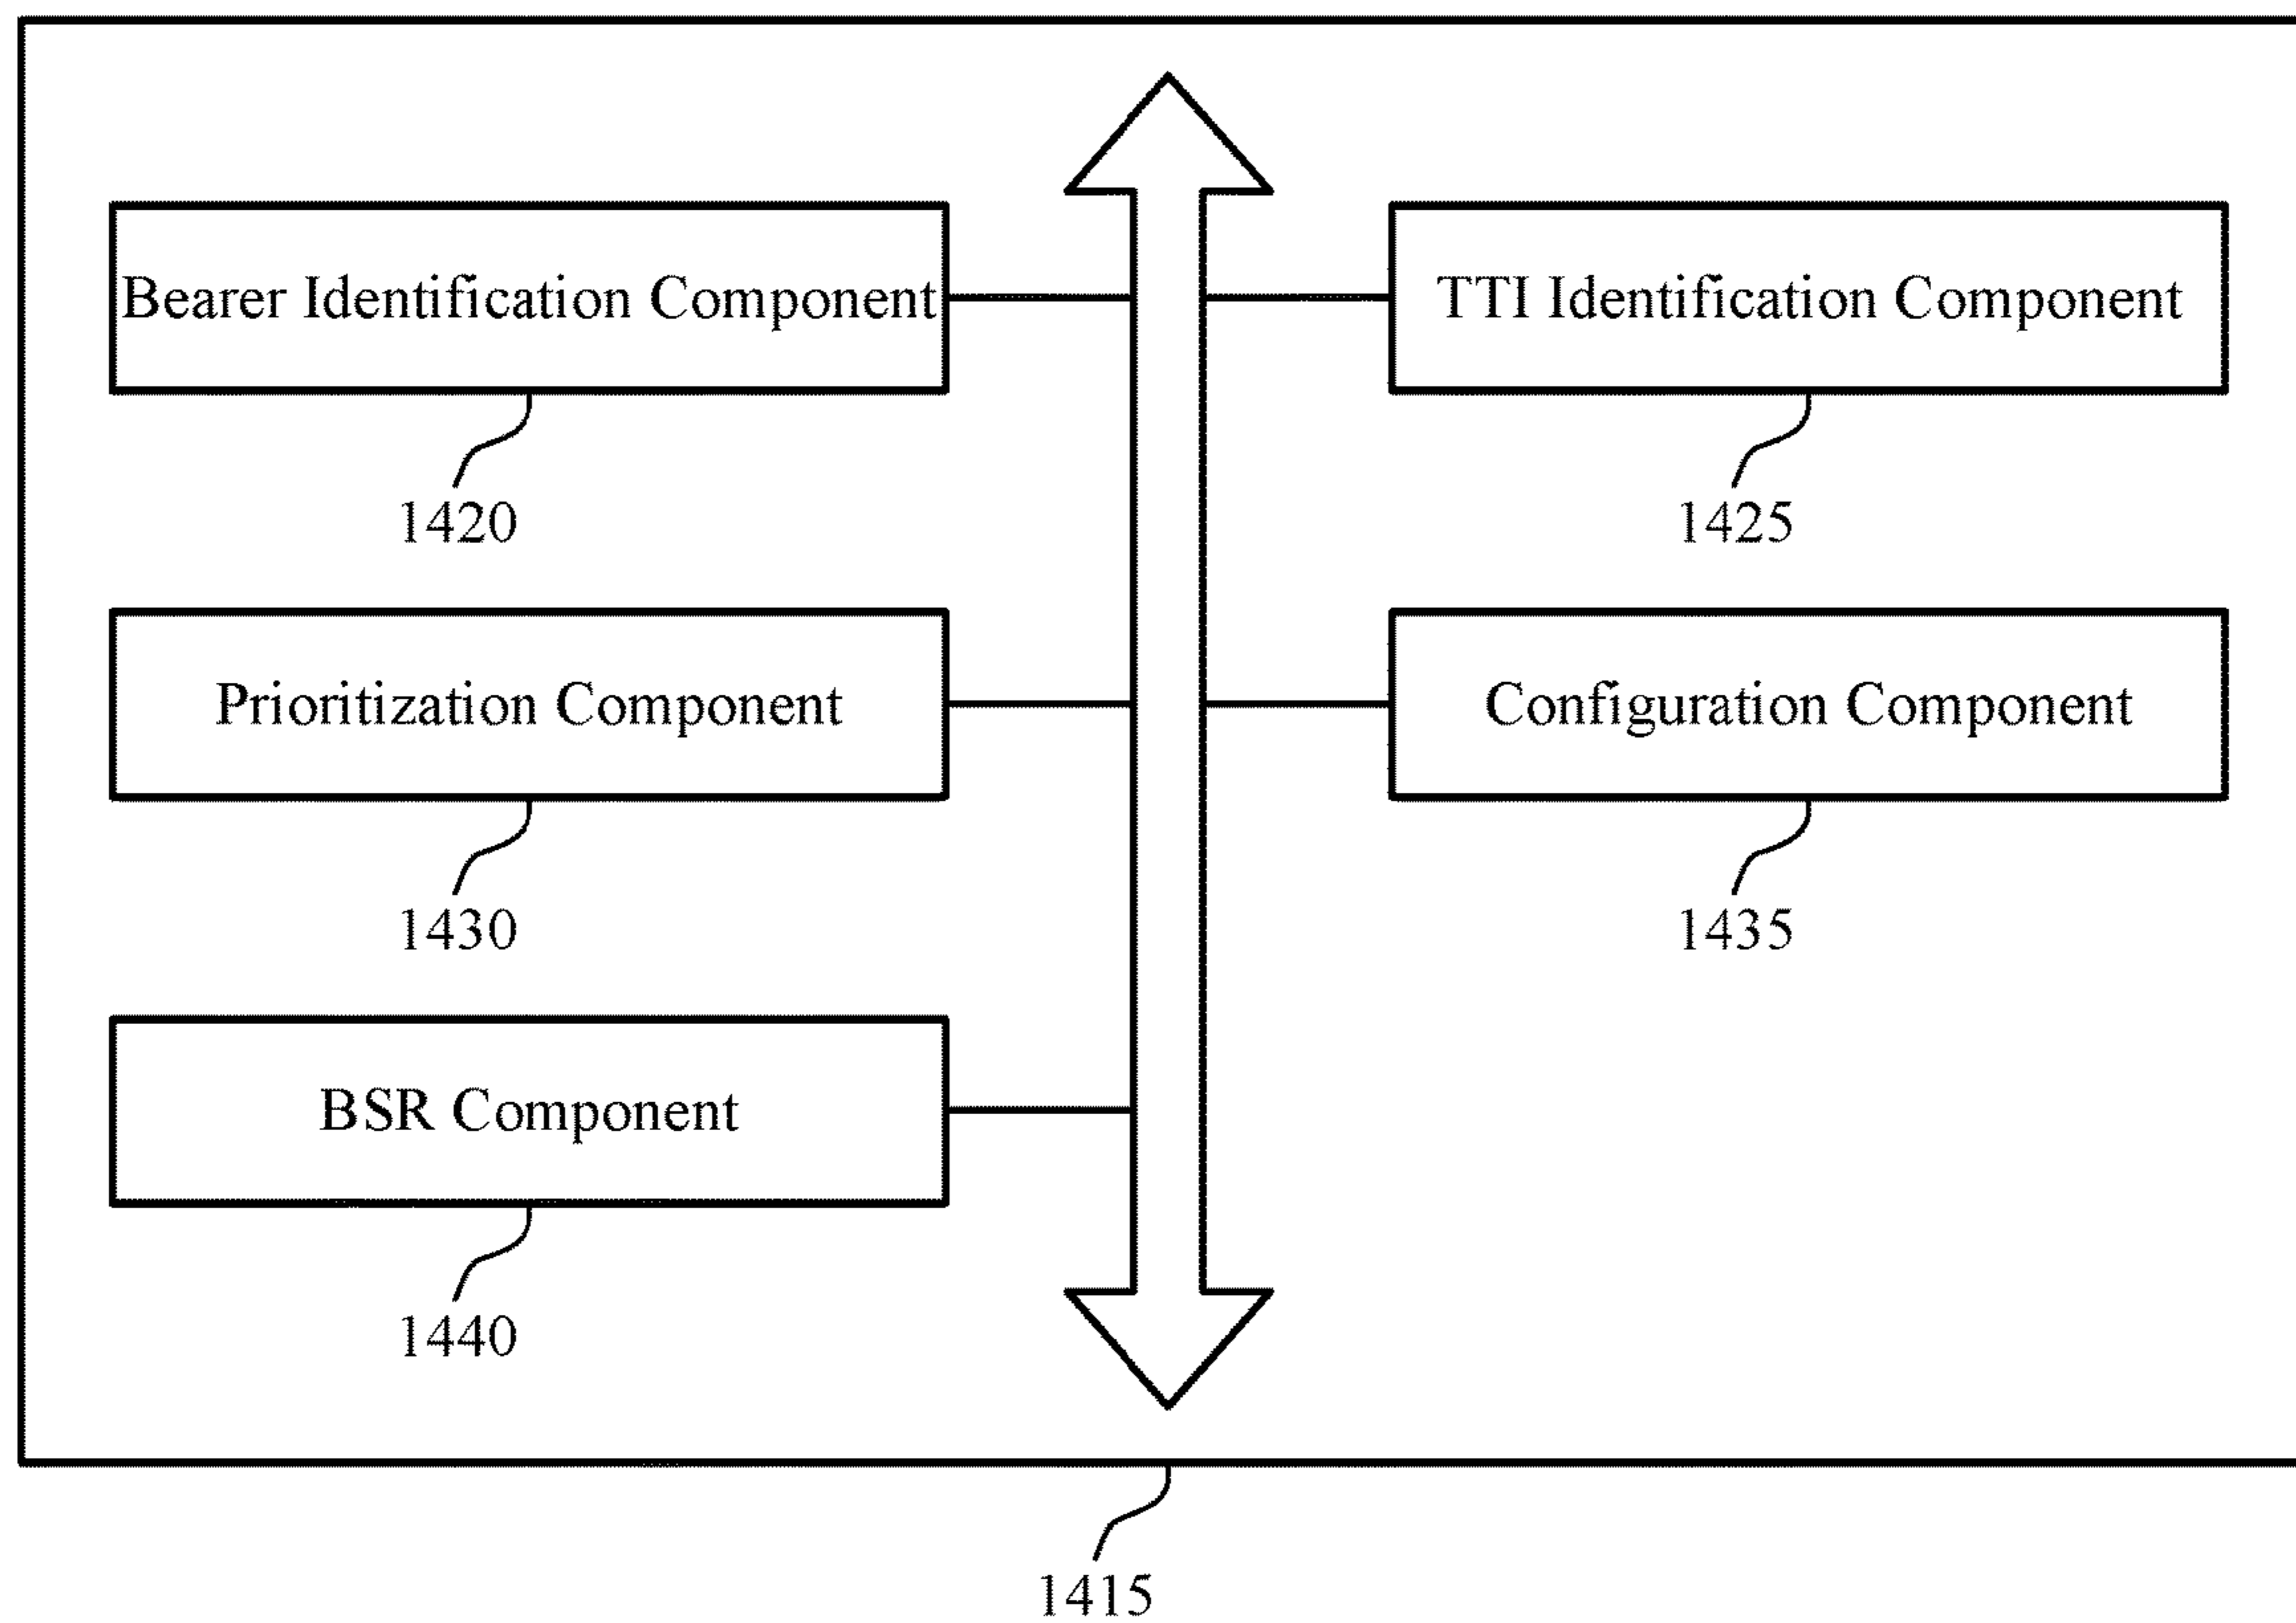 Bearer Identification Component
TTI Identification Component
1420
1425
Prioritization Component
Configuration Component
1430
1435
BSR Component
1440
1415